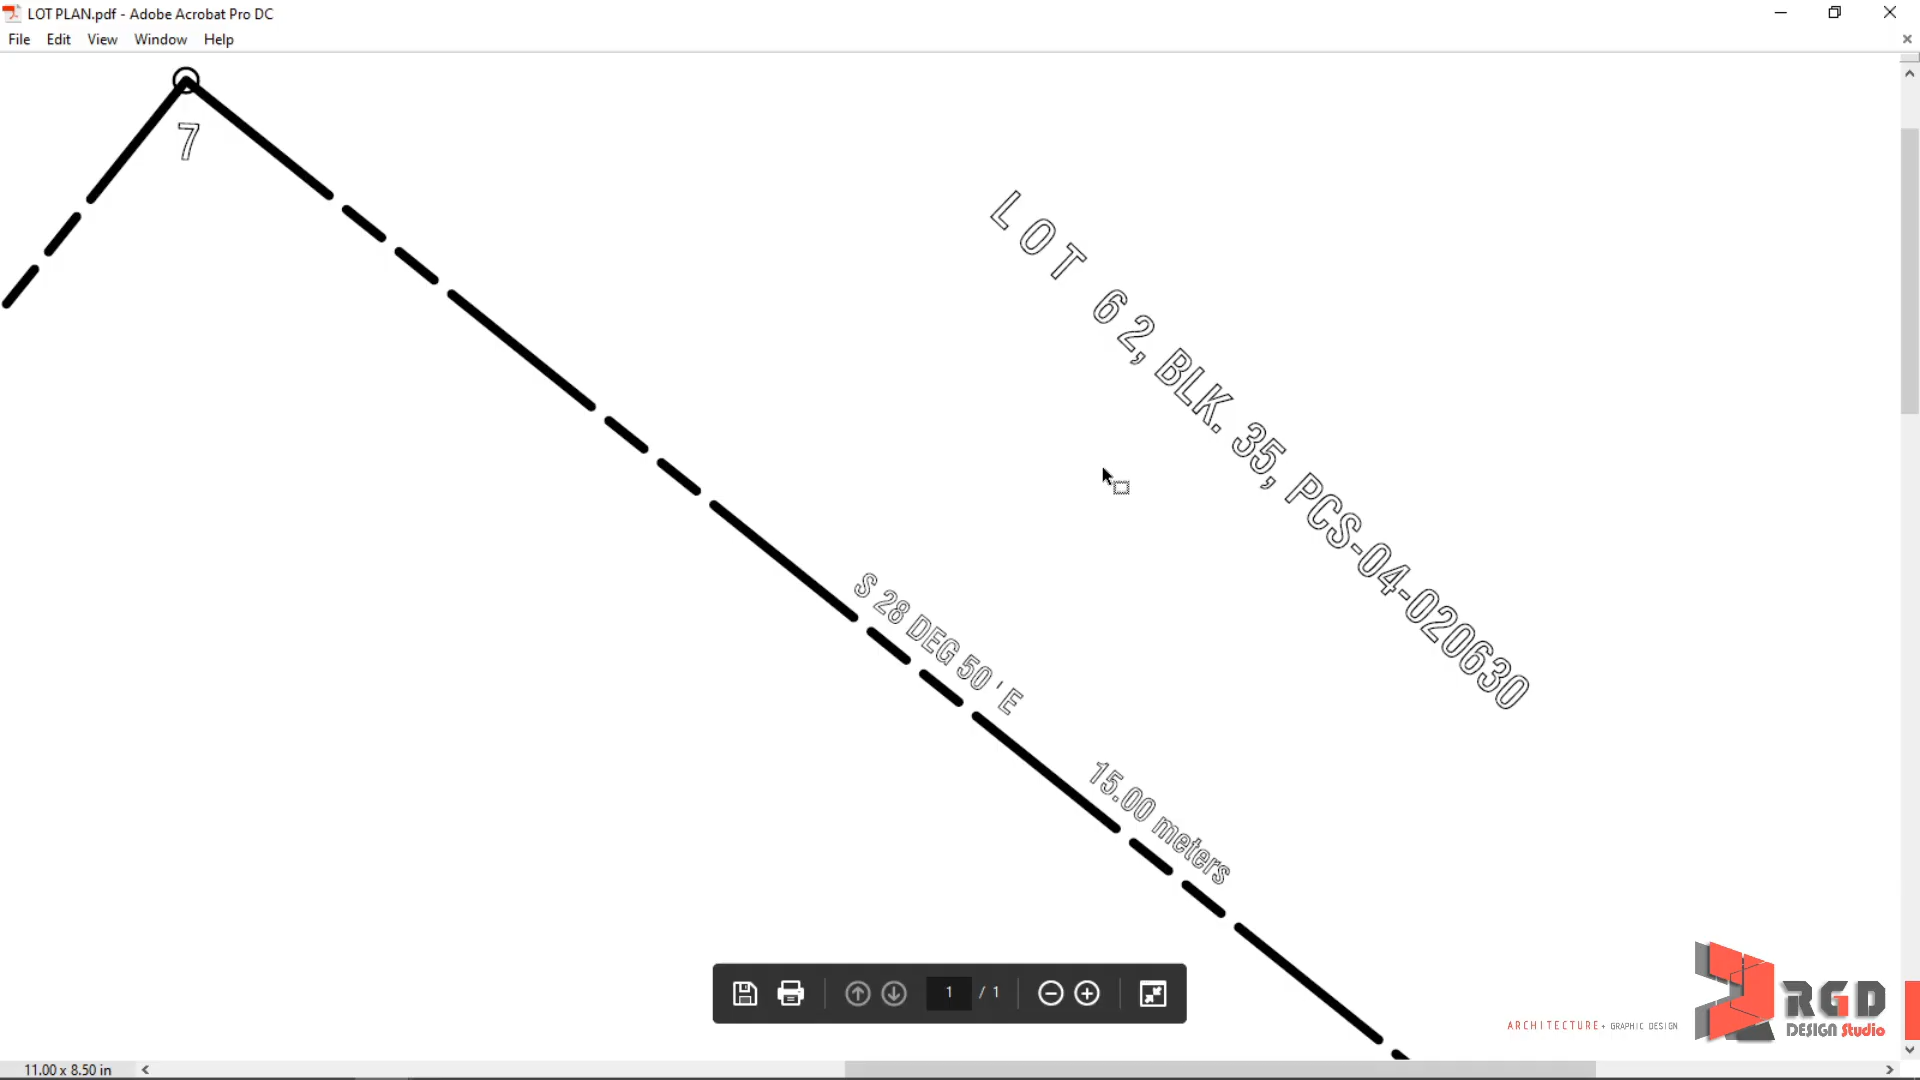 LOT PLAN.pdf - Adobe Acrobat Pro DC
File Edit View Window Help
7
LOT 62, BLK. 35, PCS-04-020630
S 28 DEG 50 ' E
15.00 meters
1 / 1
ARCHITECTURE + GRAPHIC DESIGN
RGD
DESIGN Studio
11.00 x 8.50 in